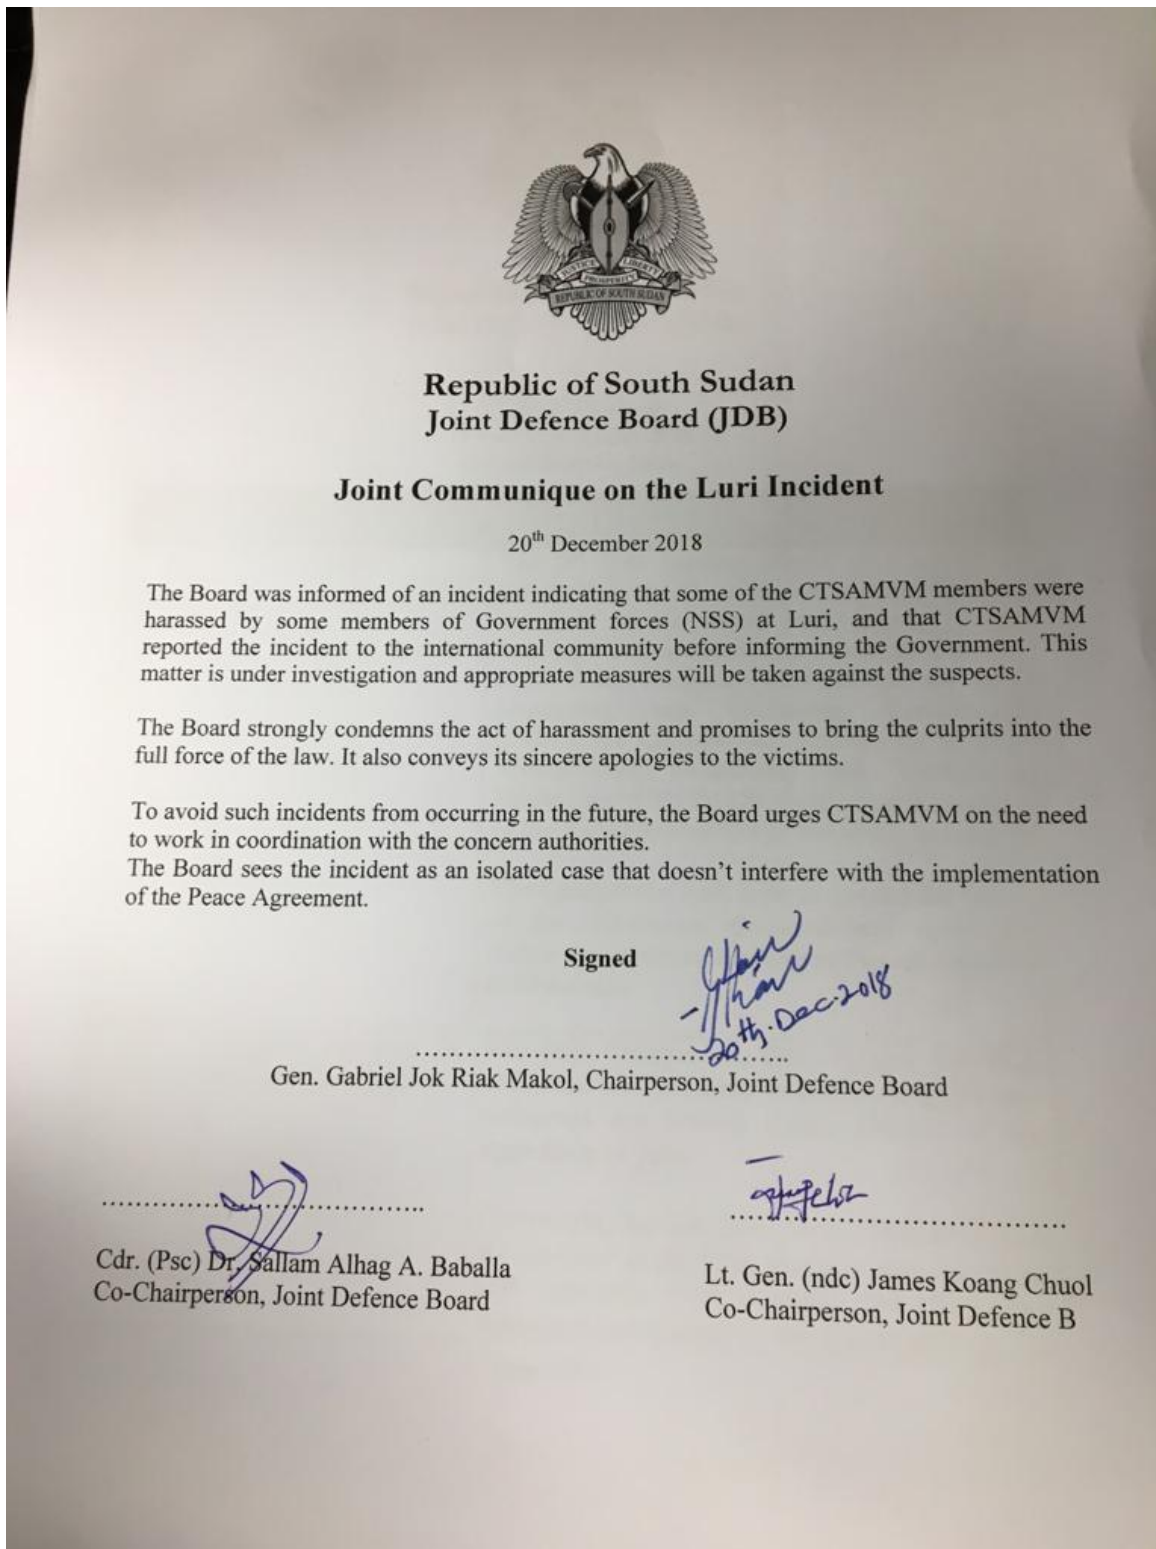 JUSTICE LIBERTY
PROSPERITY
REPUBLIC OF SOUTH SUDAN
Republic of South Sudan
Joint Defence Board (JDB)
Joint Communique on the Luri Incident
20th December 2018
The Board was informed of an incident indicating that some of the CTSAMVM members were
harassed by some members of Government forces (NSS) at Luri, and that CTSAMVM
reported the incident to the international community before informing the Government. This
matter is under investigation and appropriate measures will be taken against the suspects.
The Board strongly condemns the act of harassment and promises to bring the culprits into the
full force of the law. It also conveys its sincere apologies to the victims.
To avoid such incidents from occurring in the future, the Board urges CTSAMVM on the need
to work in coordination with the concern authorities.
The Board sees the incident as an isolated case that doesn't interfere with the implementation
of the Peace Agreement.
Signed
20th-Dec-2018
Gen. Gabriel Jok Riak Makol, Chairperson, Joint Defence Board
Cdr. (Psc) Dr. Sallam Alhag A. Baballa
Co-Chairperson, Joint Defence Board
Lt. Gen. (ndc) James Koang Chuol
Co-Chairperson, Joint Defence B